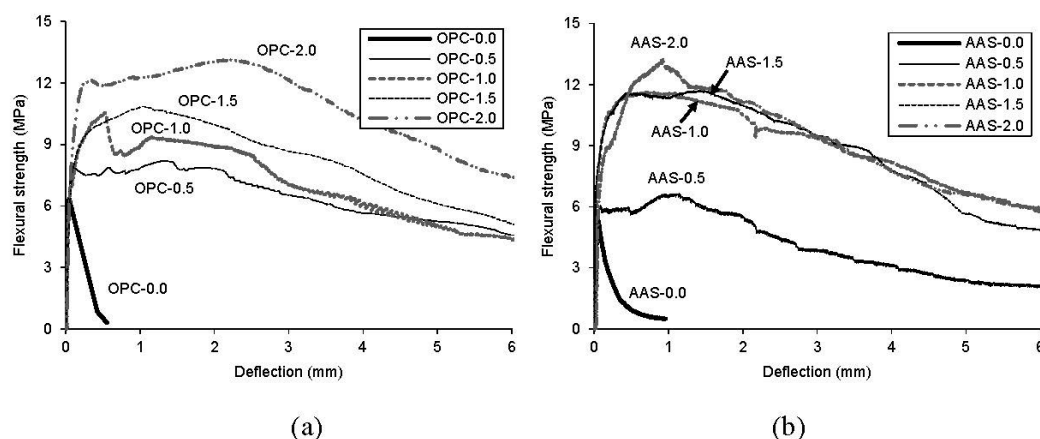 15
12
9
6
3
0
Flexural strength (MPa)
0 1 2 3 4 5 6
Deflection (mm)
OPC-2.0
OPC-1.5
OPC-1.0
OPC-0.5
OPC-0.0
OPC-0.0
OPC-0.5
OPC-1.0
OPC-1.5
OPC-2.0
(a)
15
12
9
6
3
0
Flexural strength (MPa)
0 1 2 3 4 5 6
Deflection (mm)
AAS-2.0
AAS-1.5
AAS-1.0
AAS-0.5
AAS-0.0
AAS-0.0
AAS-0.5
AAS-1.0
AAS-1.5
AAS-2.0
(b)